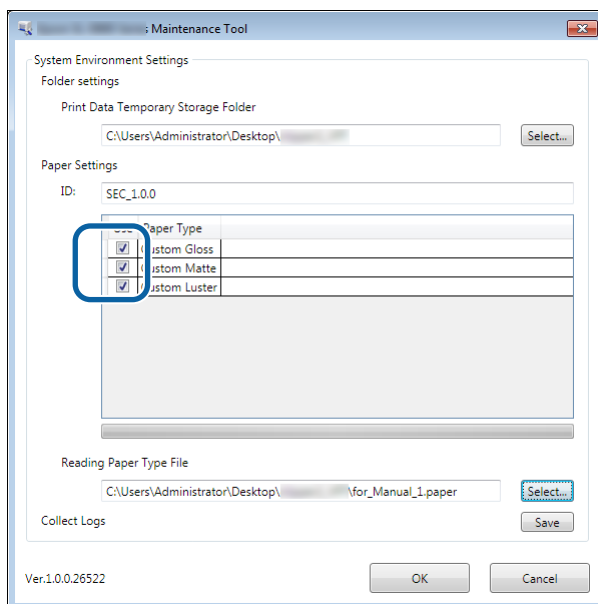 Maintenance Tool
System Environment Settings
Folder settings
Print Data Temporary Storage Folder
C:\Users\Administrator\Desktop\
Select...
Paper Settings
ID:
SEC_1.0.0
Paper Type
Custom Gloss
Custom Matte
Custom Luster
Reading Paper Type File
C:\Users\Administrator\Desktop\ \for_Manual_1.paper
Select...
Collect Logs
Save
Ver.1.0.0.26522
OK
Cancel